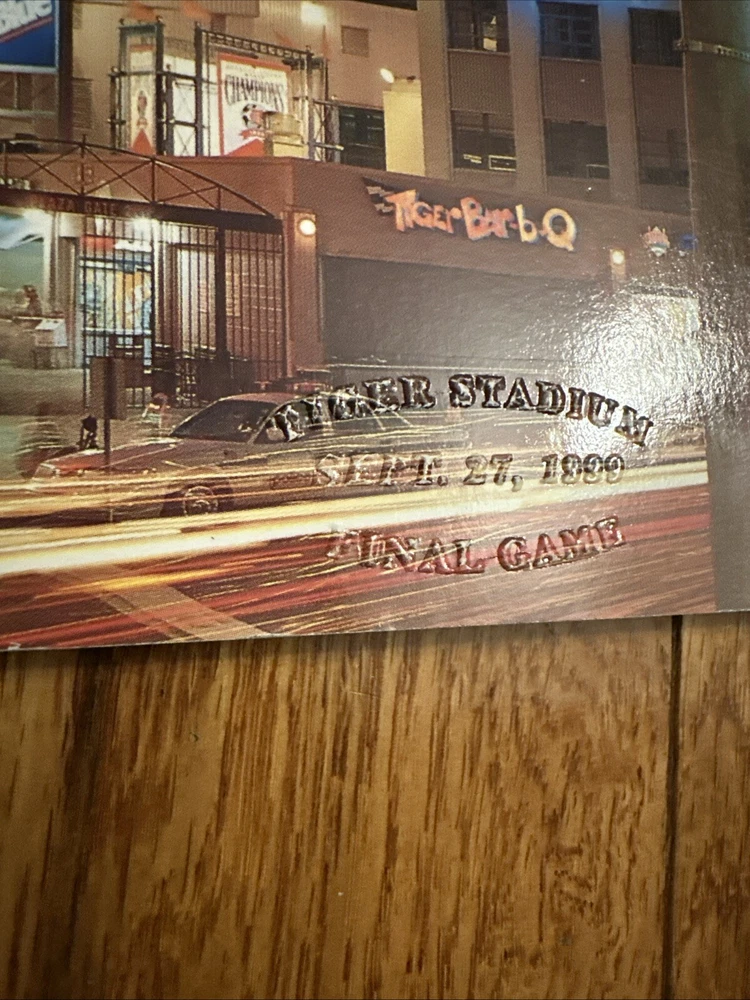 CHAMPIONS
TIGER BAR-b-Q
TIGER STADIUM
SEPT. 27, 1999
FINAL GAME